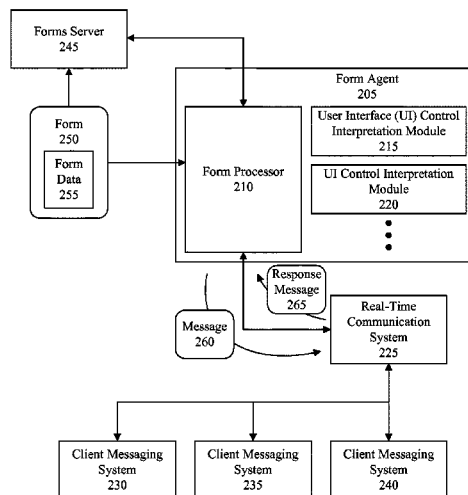 Forms Server
245
Form Agent
205
Form
250
Form
Data
255
Form Processor
210
User Interface (UI) Control
Interpretation Module
215
UI Control Interpretation
Module
220
Response
Message
265
Message
260
Real-Time
Communication
System
225
Client Messaging
System
230
Client Messaging
System
235
Client Messaging
System
240